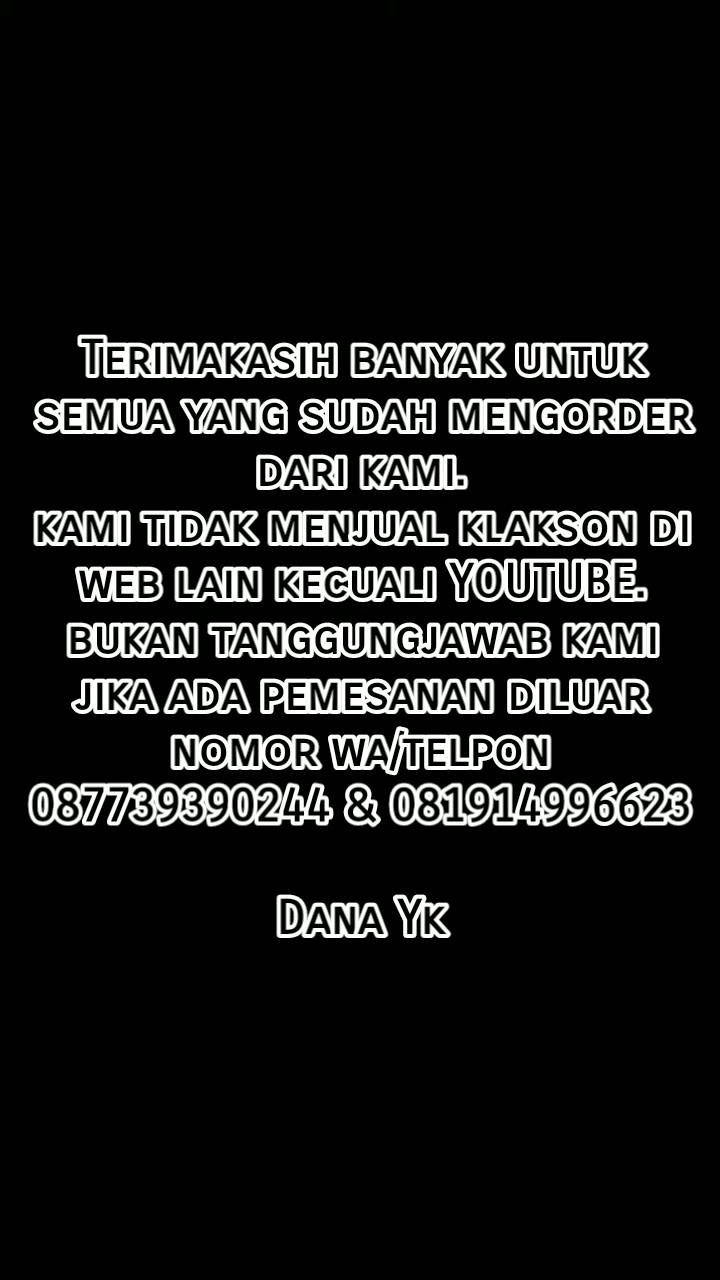 Terimakasih banyak untuk
semua yang sudah mengorder
dari kami.
kami tidak menjual klakson di
web lain kecuali YOUTUBE.
bukan tanggungjawab kami
jika ada pemesanan diluar
nomor wa/telpon
087739390244 & 081914996623
Dana Yk